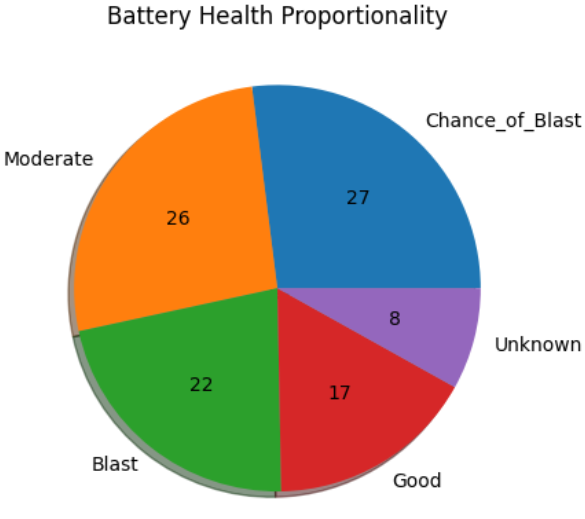 Battery Health Proportionality
Chance_of_Blast
Moderate
27
26
8
Unknown
22
17
Blast
Good